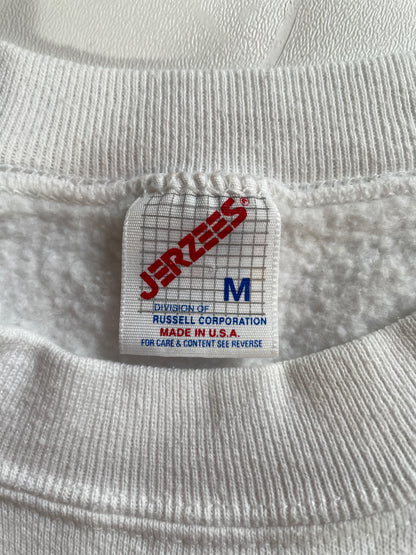 JERZEES®
M
DIVISION OF
RUSSELL CORPORATION
MADE IN U.S.A.
FOR CARE & CONTENT SEE REVERSE